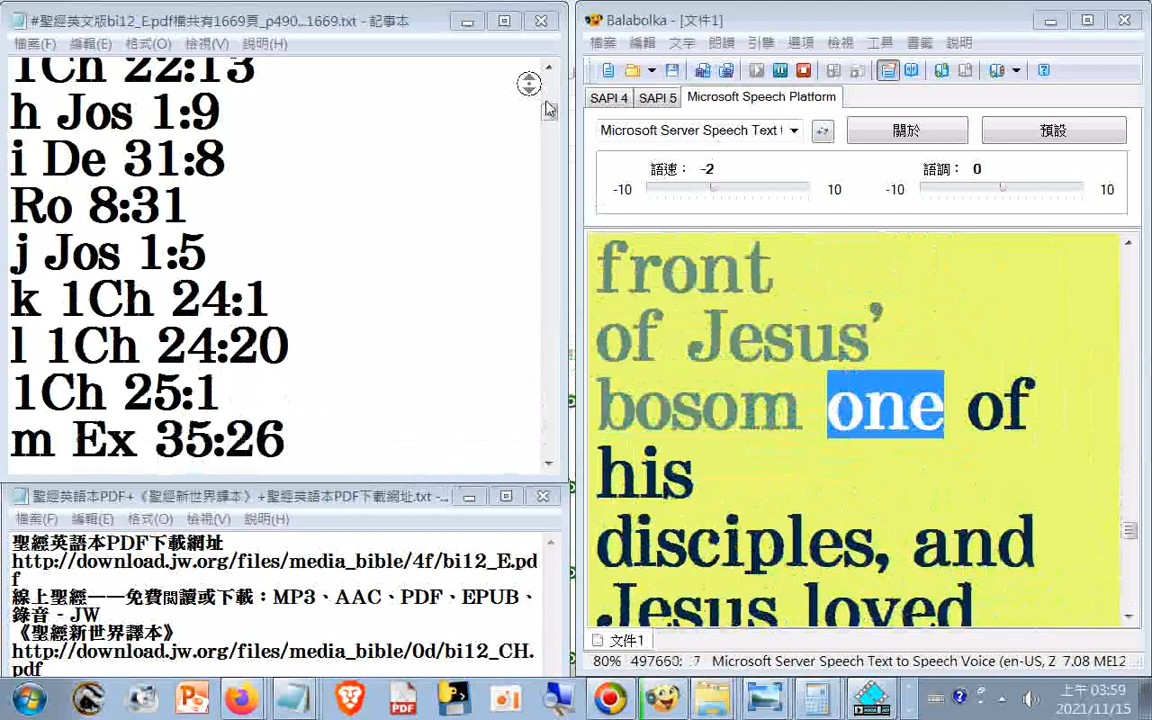 #聖經英文版bi12_E.pdf檔共有1669頁_p490...1669.txt - 記事本
檔案(F) 編輯(E) 格式(O) 檢視(V) 說明(H)
1Ch 22:13
h Jos 1:9
i De 31:8
Ro 8:31
j Jos 1:5
k 1Ch 24:1
l 1Ch 24:20
1Ch 25:1
m Ex 35:26
聖經英語本PDF+《聖經新世界譯本》+聖經英語本PDF下載網址.txt - ...
檔案(F) 編輯(E) 格式(O) 檢視(V) 說明(H)
聖經英語本PDF下載網址
http://download.jw.org/files/media_bible/4f/bi12_E.pd
f
線上聖經——免費閱讀或下載：MP3、AAC、PDF、EPUB、
錄音 - JW
《聖經新世界譯本》
http://download.jw.org/files/media_bible/0d/bi12_CH.
pdf
Balabolka - [文件1]
檔案 編輯 文字 朗讀 引擎 選項 檢視 工具 書籤 說明
SAPI 4 SAPI 5 Microsoft Speech Platform
Microsoft Server Speech Text 關於 預設
語速： -2 語調： 0
-10 10 -10 10
front
of Jesus’
bosom one of
his
disciples, and
Jesus loved
文件1
80% 497660: 7 Microsoft Server Speech Text to Speech Voice (en-US, Z 7.08 ME12
PDF
上午 03:59
2021/11/15